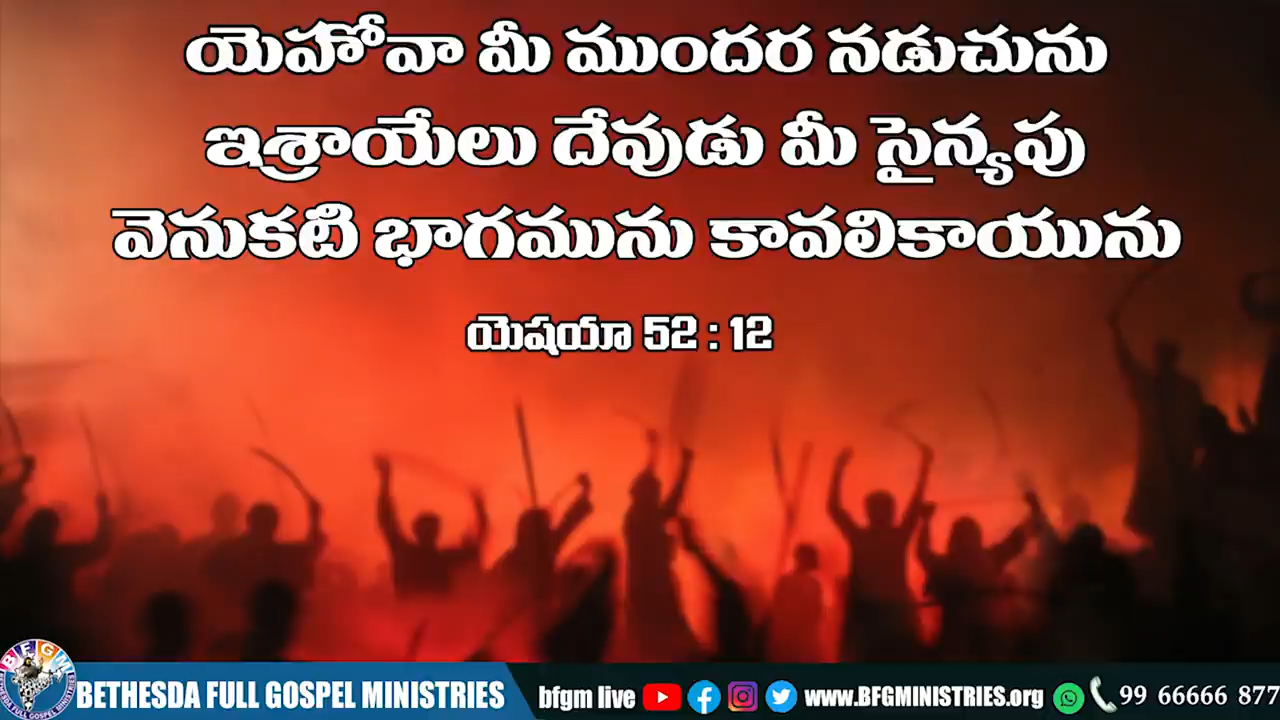 యెహోవా మీ ముందర నడుచును
ఇశ్రాయేలు దేవుడు మీ సైన్యపు
వెనుకటి భాగమును కావలికాయును
యెషయా 52 : 12
BFGM
BETHESDA FULL GOSPEL MINISTRIES bfgm live www.BFGMINISTRIES.org 99 66666 877